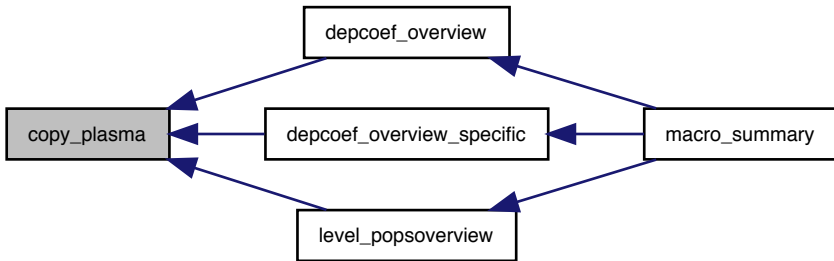 depcoef_overview
copy_plasma
depcoef_overview_specific
macro_summary
level_popsoverview